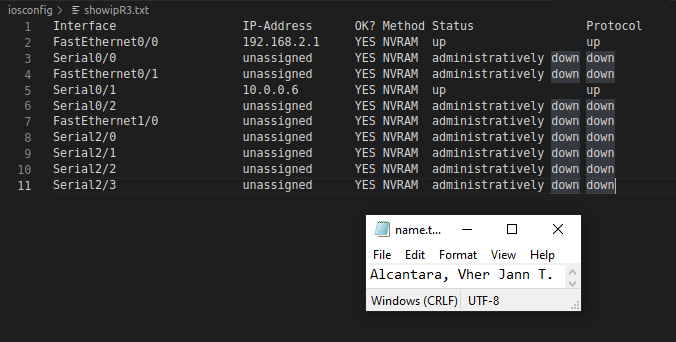 iosconfig > showipR3.txt
1 Interface IP-Address OK? Method Status Protocol
2 FastEthernet0/0 192.168.2.1 YES NVRAM up up
3 Serial0/0 unassigned YES NVRAM administratively down down
4 FastEthernet0/1 unassigned YES NVRAM administratively down down
5 Serial0/1 10.0.0.6 YES NVRAM up up
6 Serial0/2 unassigned YES NVRAM administratively down down
7 FastEthernet1/0 unassigned YES NVRAM administratively down down
8 Serial2/0 unassigned YES NVRAM administratively down down
9 Serial2/1 unassigned YES NVRAM administratively down down
10 Serial2/2 unassigned YES NVRAM administratively down down
11 Serial2/3 unassigned YES NVRAM administratively down down
name.t...
File Edit Format View Help
Alcantara, Vher Jann T.
Windows (CRLF) UTF-8